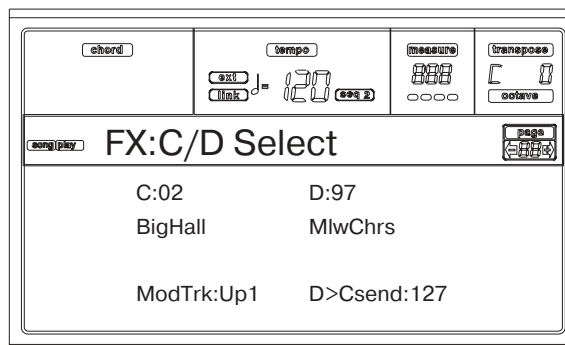 chord
tempo
measure
transpose
ext
link
= 120
seq 2
888
C 0
octave
song play
FX:C/D Select
page
88
C:02
D:97
BigHall
MlwChrs
ModTrk:Up1
D>Csend:127